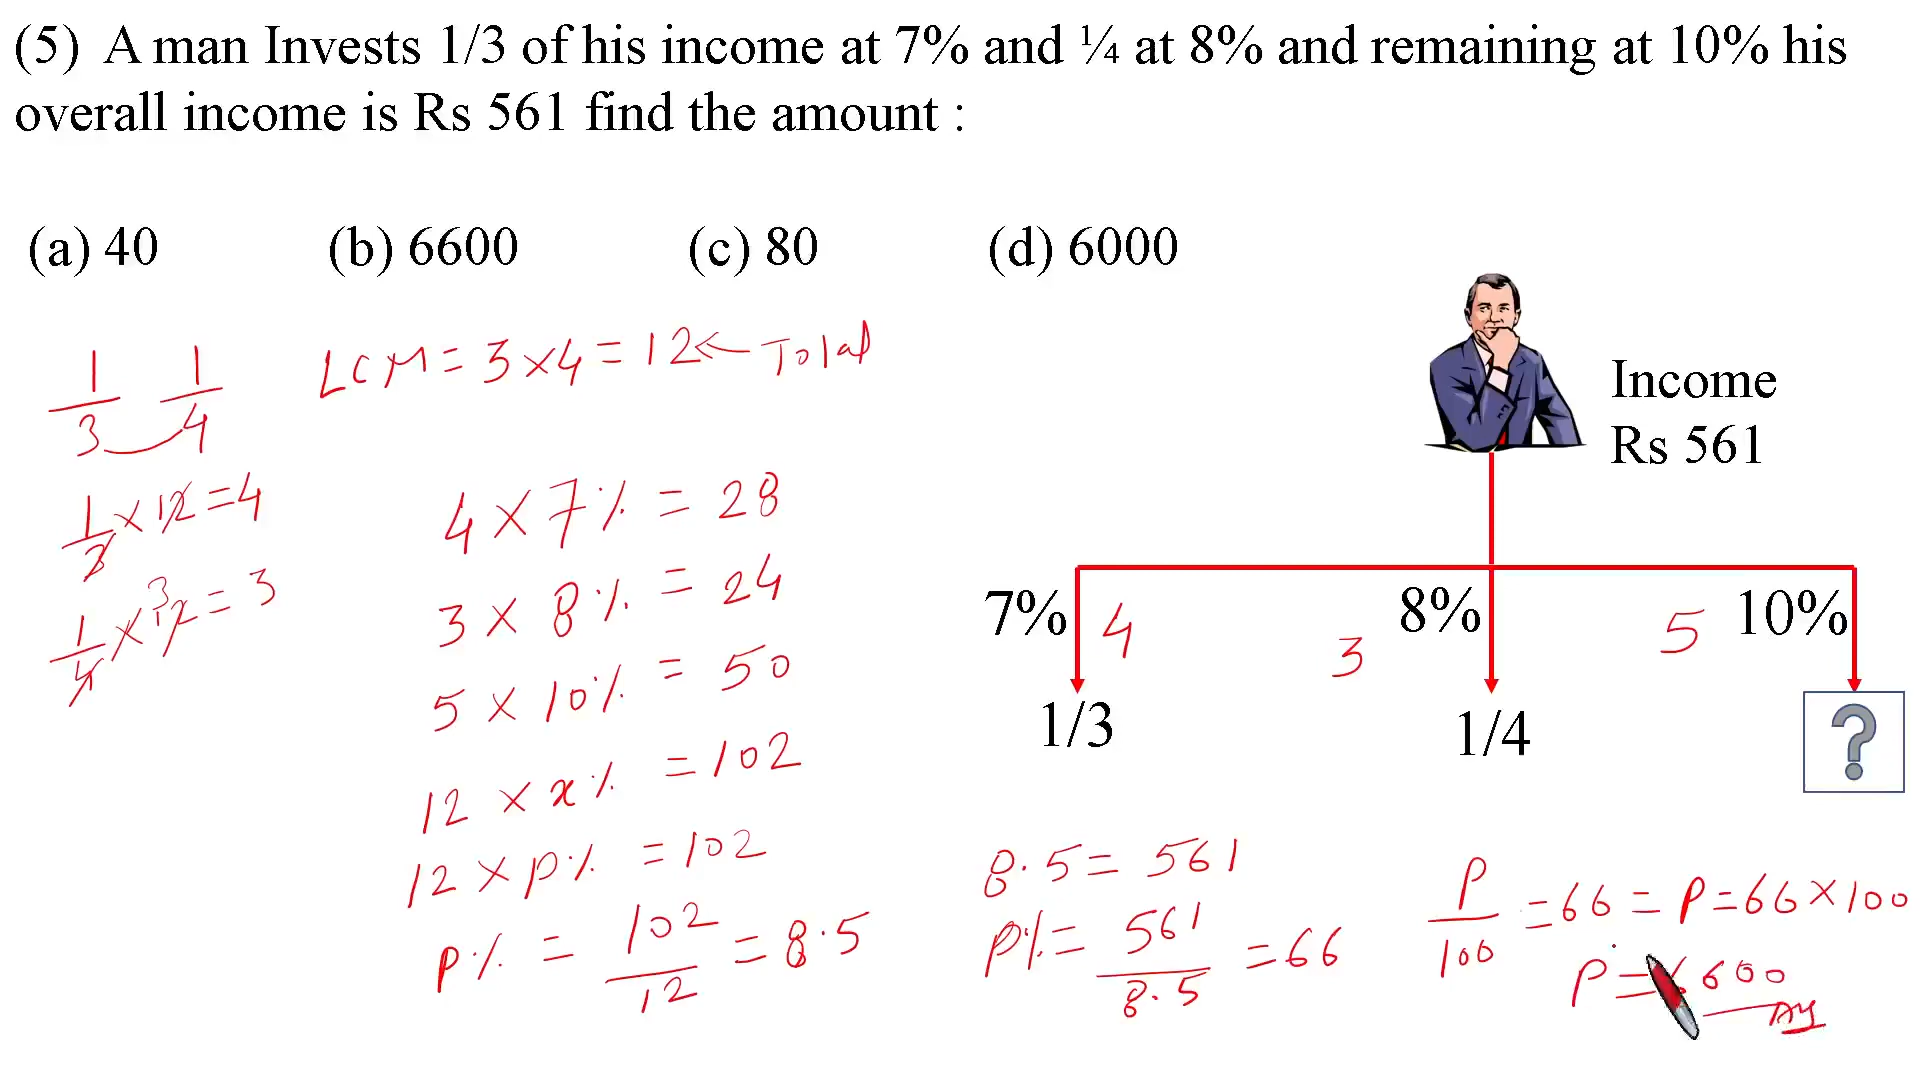 (5) A man Invests 1/3 of his income at 7% and ¼ at 8% and remaining at 10% his
overall income is Rs 561 find the amount :
(a) 40 (b) 6600 (c) 80 (d) 6000
1/3 1/4
LCM = 3 × 4 = 12 ← Total
1/3 × 12 = 4
1/4 × 12 3 = 3
4 × 7% = 28
3 × 8% = 24
5 × 10% = 50
12 × x% = 102
12 × P% = 102
P% = 102/12 = 8.5
Income
Rs 561
7% 4 3 8% 5 10%
1/3 1/4 ?
8.5 = 561
P% = 561/8.5 = 66
P/100 = 66 = P = 66 × 100
P = 6600